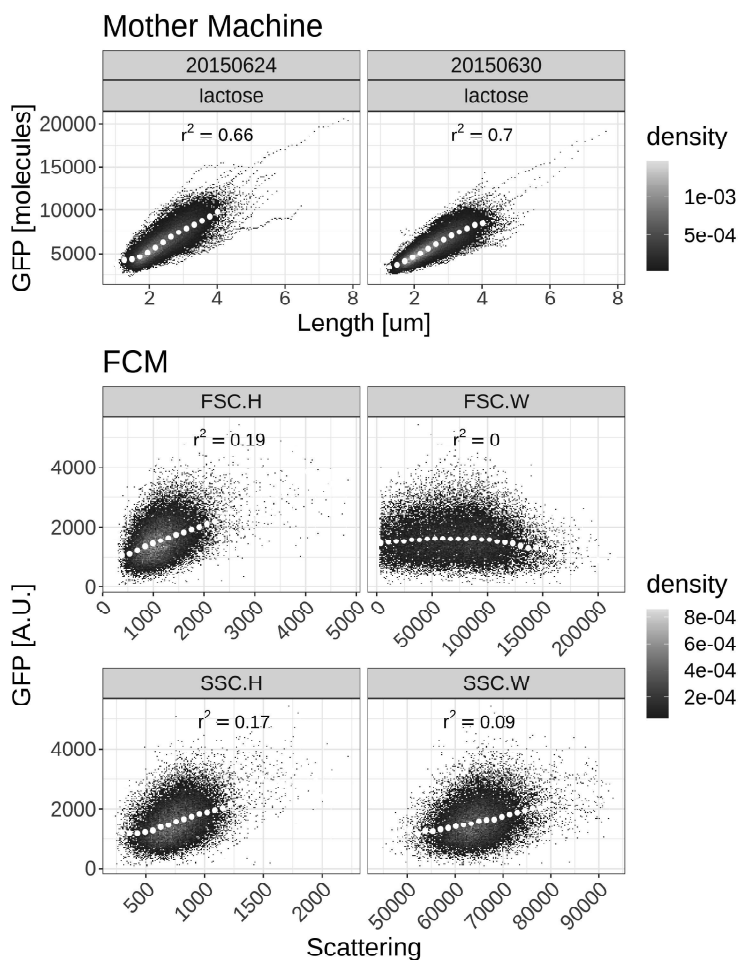 Mother Machine
20150624 20150630
lactose lactose
GFP [molecules]
20000
15000
10000
5000
r² = 0.66 r² = 0.7
density
1e-03
5e-04
2 4 6 8 2 4 6 8
Length [um]
FCM
FSC.H FSC.W
r² = 0.19 r² = 0
4000
2000
0
0 1000 2000 3000 4000 5000 0 50000 100000 150000 200000
GFP [A.U.]
density
8e-04
6e-04
4e-04
2e-04
SSC.H SSC.W
r² = 0.17 r² = 0.09
4000
2000
0
500 1000 1500 2000 50000 60000 70000 80000 90000
Scattering